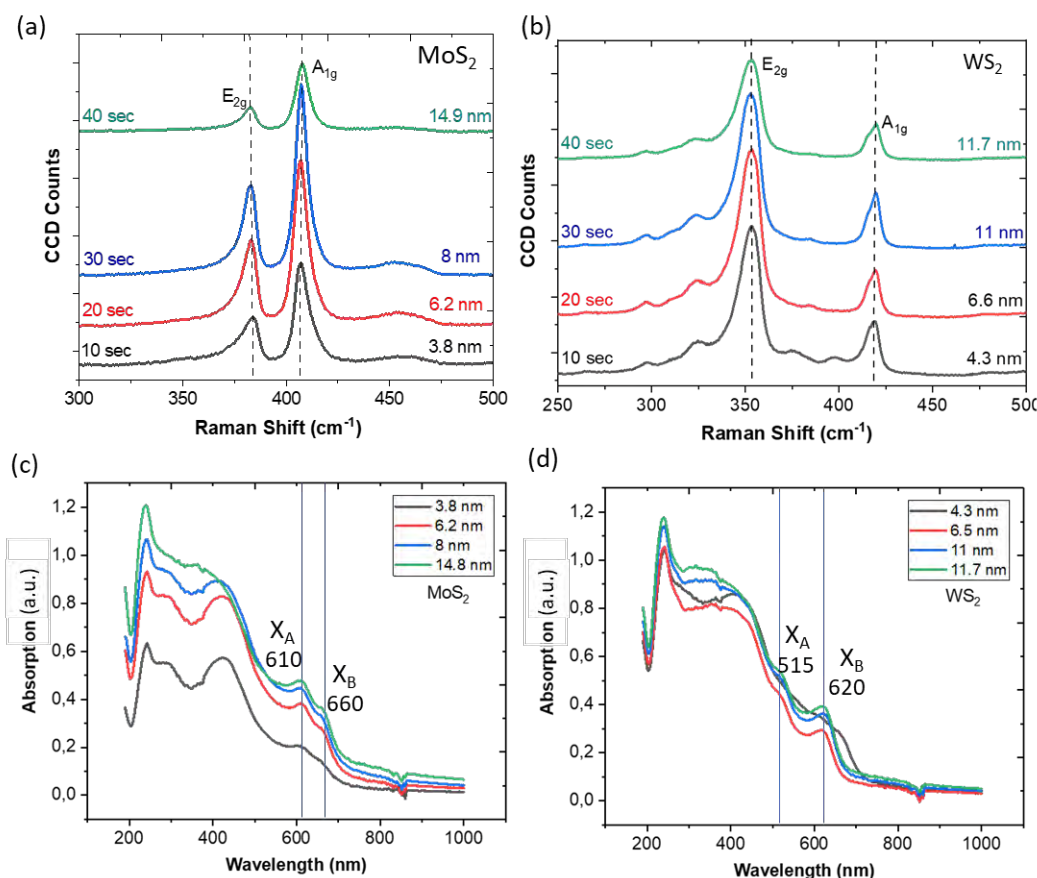 (a)
MoS2
E2g
A1g
40 sec
14.9 nm
30 sec
8 nm
20 sec
6.2 nm
10 sec
3.8 nm
CCD Counts
300 350 400 450 500
Raman Shift (cm-1)
(b)
WS2
E2g
A1g
40 sec
11.7 nm
30 sec
11 nm
20 sec
6.6 nm
10 sec
4.3 nm
CCD Counts
250 300 350 400 450 500
Raman Shift (cm-1)
(c)
1,2
1,0
0,8
0,6
0,4
0,2
0,0
Absorption (a.u.)
3.8 nm
6.2 nm
8 nm
14.8 nm
MoS2
XA
610
XB
660
200 400 600 800 1000
Wavelength (nm)
(d)
1,2
1,0
0,8
0,6
0,4
0,2
0,0
Absorption (a.u.)
4.3 nm
6.5 nm
11 nm
11.7 nm
WS2
XA
515
XB
620
200 400 600 800 1000
Wavelength (nm)